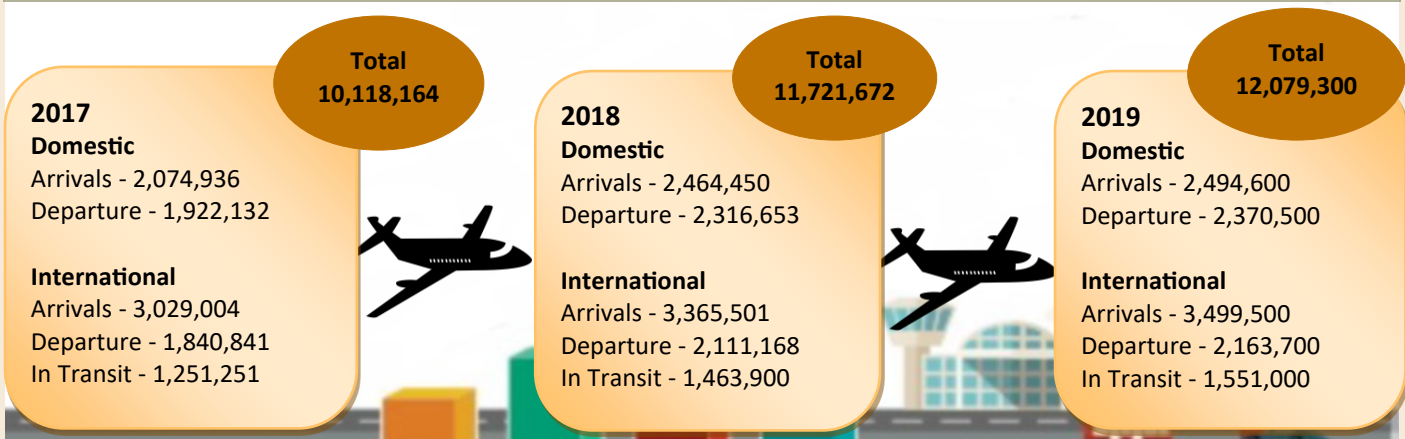 Total
10,118,164
2017
Domestic
Arrivals - 2,074,936
Departure - 1,922,132
International
Arrivals - 3,029,004
Departure - 1,840,841
In Transit - 1,251,251
Total
11,721,672
2018
Domestic
Arrivals - 2,464,450
Departure - 2,316,653
International
Arrivals - 3,365,501
Departure - 2,111,168
In Transit - 1,463,900
Total
12,079,300
2019
Domestic
Arrivals - 2,494,600
Departure - 2,370,500
International
Arrivals - 3,499,500
Departure - 2,163,700
In Transit - 1,551,000